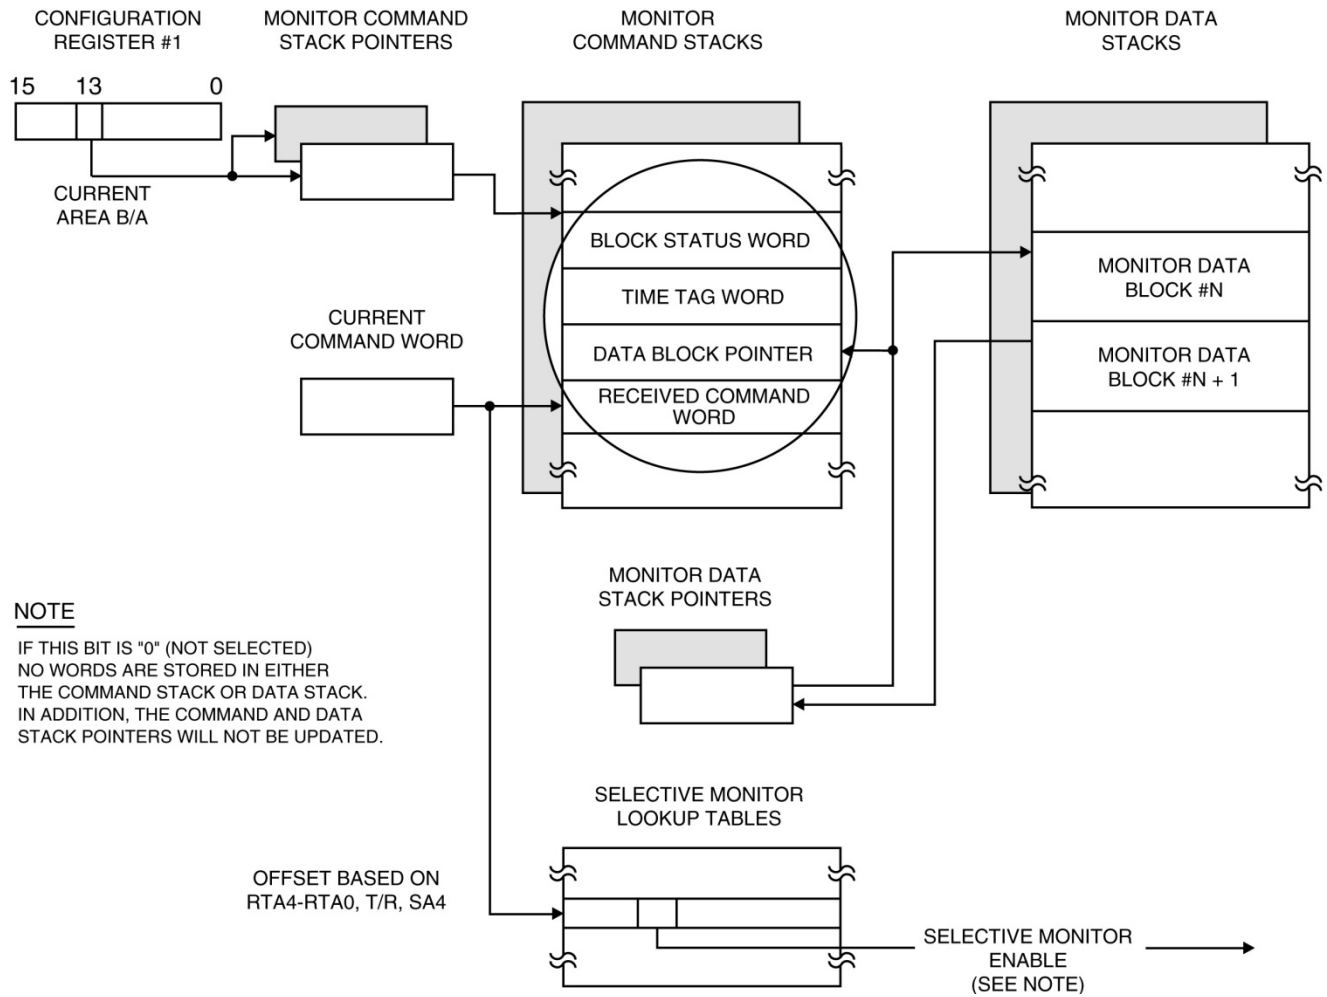 CONFIGURATION
REGISTER #1
MONITOR COMMAND
STACK POINTERS
MONITOR
COMMAND STACKS
MONITOR DATA
STACKS
15 13 0
CURRENT
AREA B/A
BLOCK STATUS WORD
TIME TAG WORD
DATA BLOCK POINTER
RECEIVED COMMAND
WORD
MONITOR DATA
BLOCK #N
MONITOR DATA
BLOCK #N + 1
CURRENT
COMMAND WORD
MONITOR DATA
STACK POINTERS
NOTE
IF THIS BIT IS "0" (NOT SELECTED)
NO WORDS ARE STORED IN EITHER
THE COMMAND STACK OR DATA STACK.
IN ADDITION, THE COMMAND AND DATA
STACK POINTERS WILL NOT BE UPDATED.
SELECTIVE MONITOR
LOOKUP TABLES
OFFSET BASED ON
RTA4-RTA0, T/R, SA4
SELECTIVE MONITOR
ENABLE
(SEE NOTE)